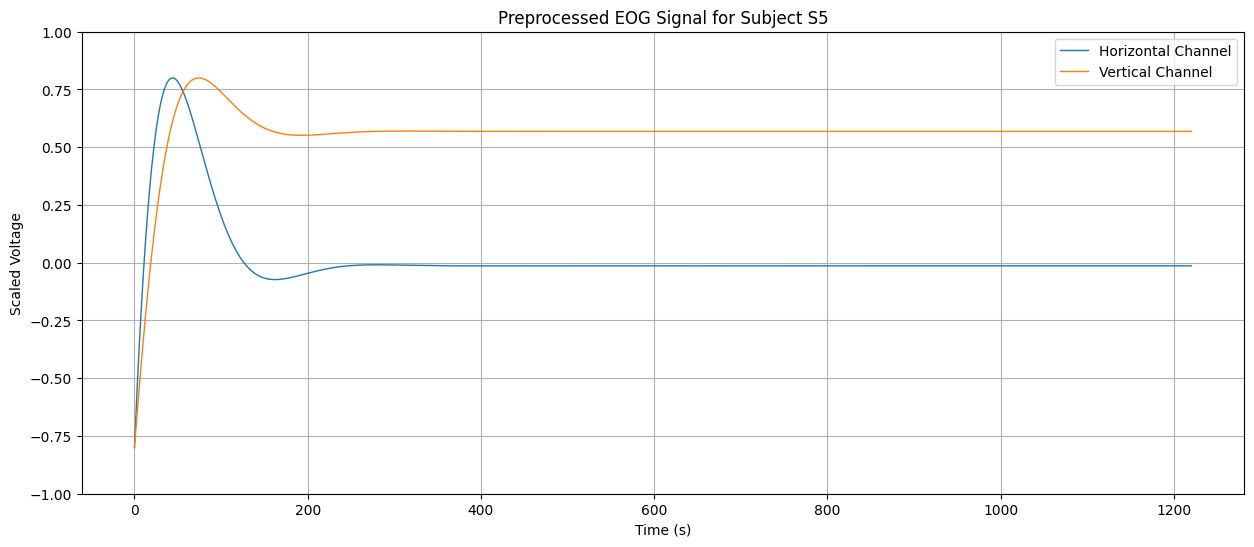 Preprocessed EOG Signal for Subject S5
1.00
0.75
0.50
0.25
0.00
−0.25
−0.50
−0.75
−1.00
Scaled Voltage
Horizontal Channel
Vertical Channel
0 200 400 600 800 1000 1200
Time (s)